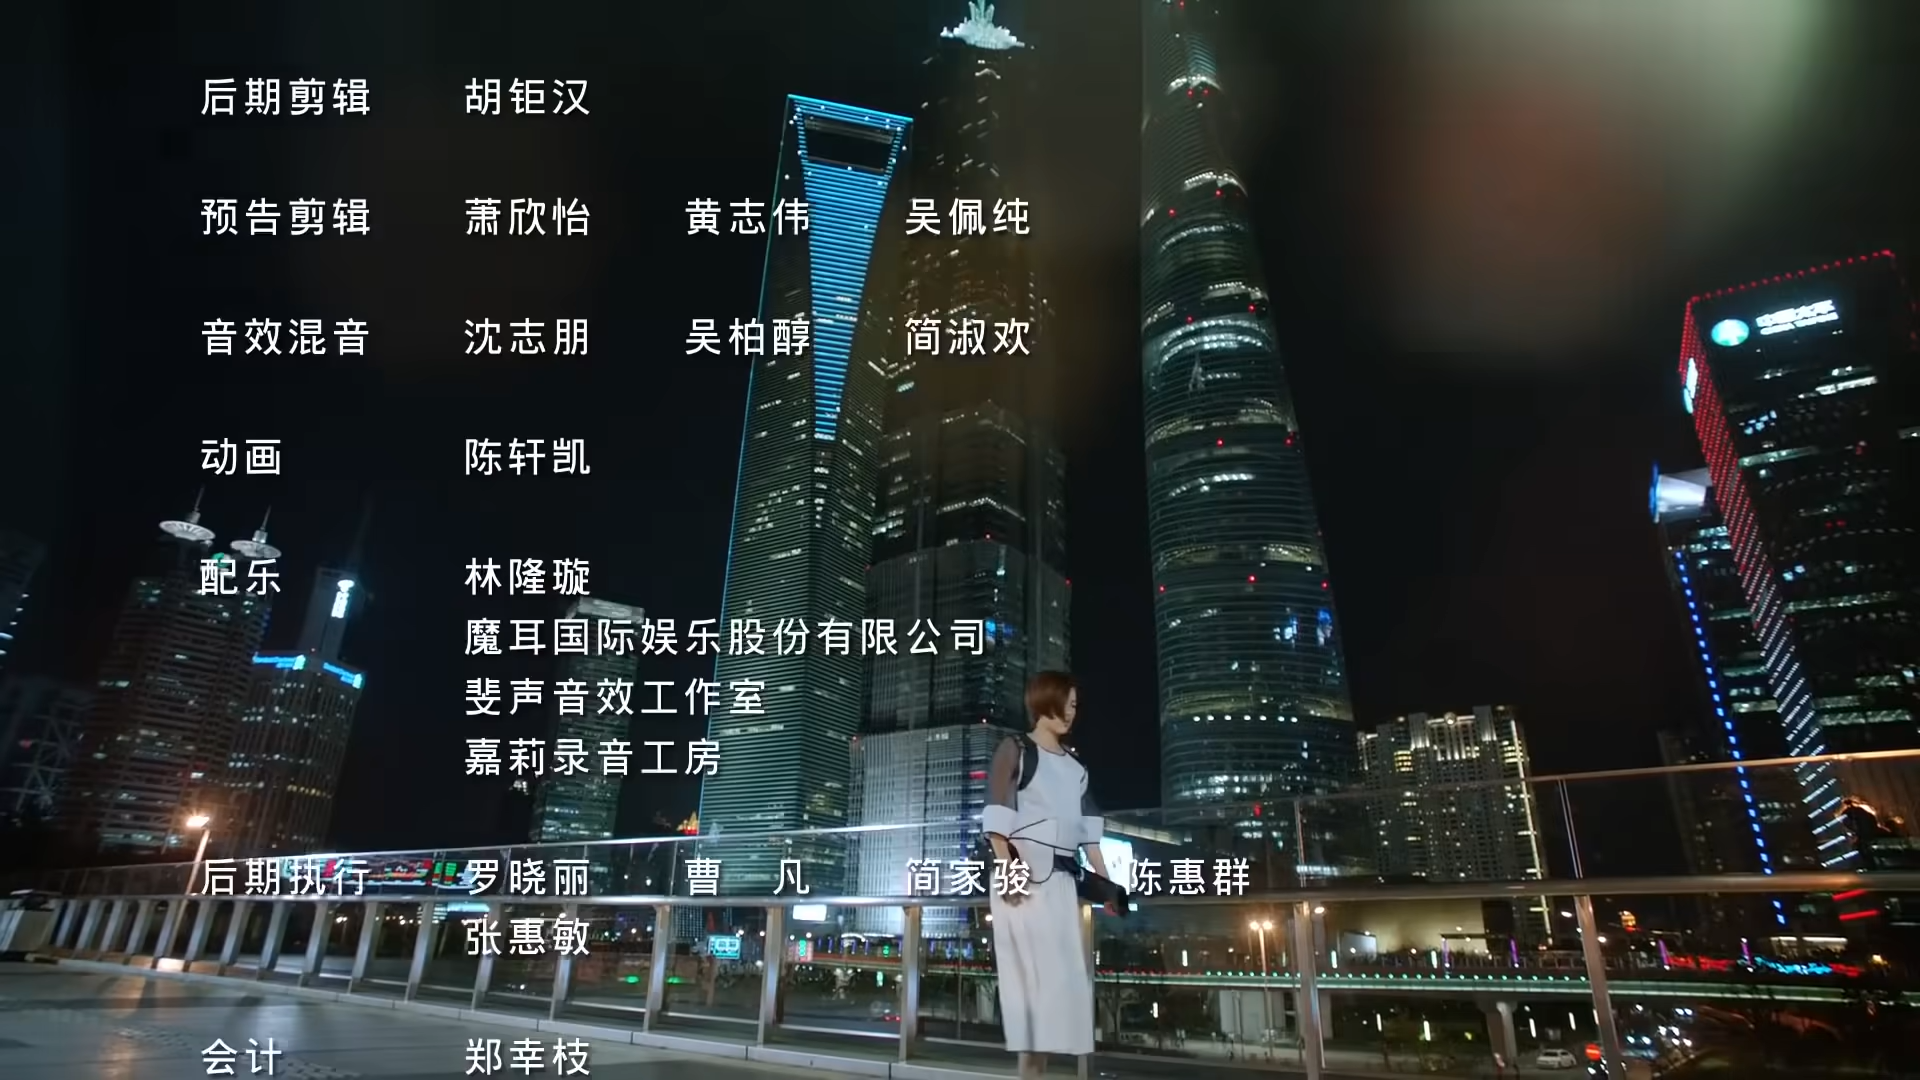 后期剪辑 胡钜汉
预告剪辑 萧欣怡 黄志伟 吴佩纯
音效混音 沈志朋 吴柏醇 简淑欢
动画 陈轩凯
配乐 林隆璇
魔耳国际娱乐股份有限公司
斐声音效工作室
嘉莉录音工房
后期执行 罗晓丽 曹 凡 简家骏 陈惠群
张惠敏
会计 郑幸枝